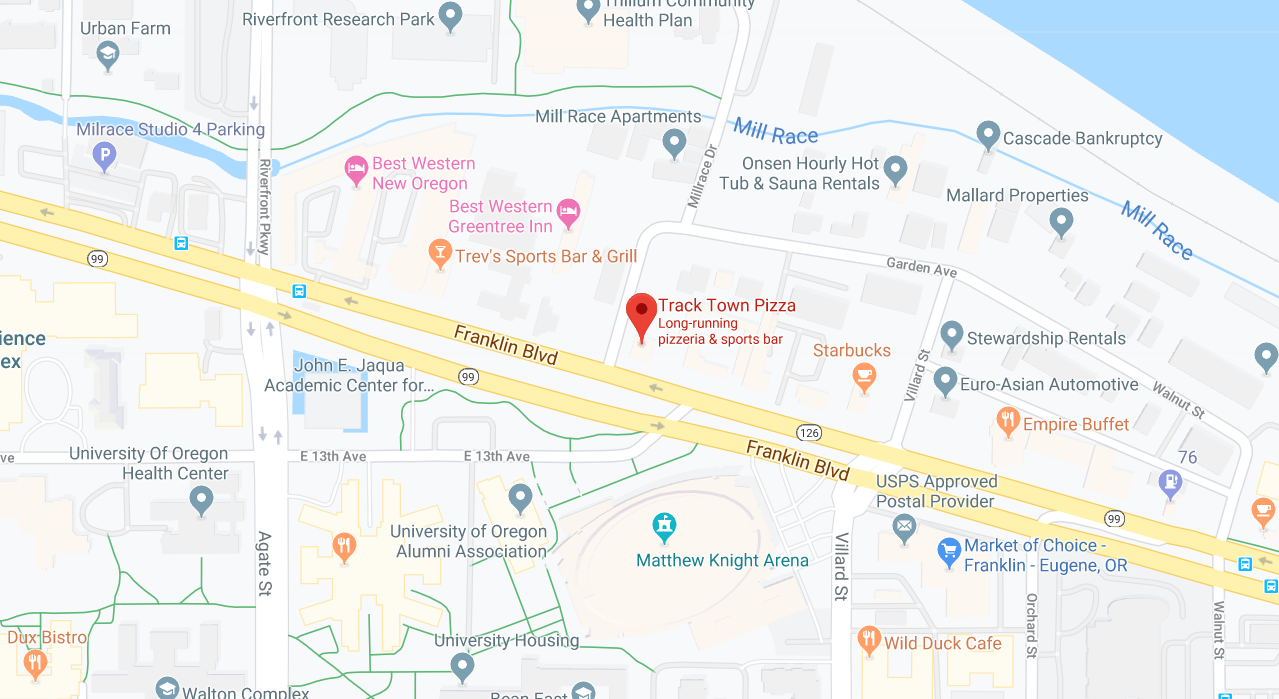 Trillium Community
Health Plan
Riverfront Research Park
Urban Farm
Milrace Studio 4 Parking
P
Mill Race Apartments
Mill Race
Cascade Bankruptcy
Onsen Hourly Hot
Tub & Sauna Rentals
Mallard Properties
Mill Race
Best Western
New Oregon
Best Western
Greentree Inn
Trev's Sports Bar & Grill
Riverfront Pkwy
Millrace Dr
Garden Ave
99
Track Town Pizza
Long-running
pizzeria & sports bar
Franklin Blvd
Starbucks
Stewardship Rentals
Euro-Asian Automotive
Villard St
Walnut St
Empire Buffet
76
ience
ex
John E. Jaqua
Academic Center for...
99
126
Franklin Blvd
ve
E 13th Ave
E 13th Ave
University Of Oregon
Health Center
USPS Approved
Postal Provider
99
Market of Choice -
Franklin - Eugene, OR
University of Oregon
Alumni Association
Matthew Knight Arena
Agate St
Villard St
Orchard St
Walnut St
Dux Bistro
University Housing
Wild Duck Cafe
Walton Complex
Bean East